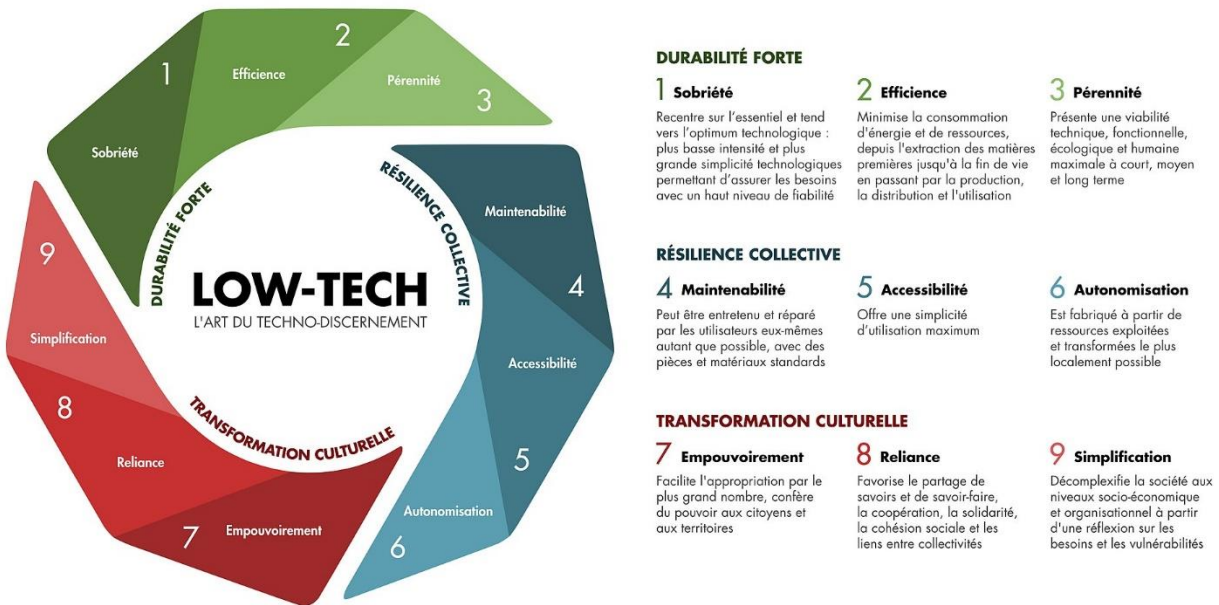 1
Sobriété
2
Efficience
Pérennité
3
DURABILITÉ FORTE
RÉSILIENCE COLLECTIVE
Maintenabilité
4
Accessibilité
5
Autonomisation
6
TRANSFORMATION CULTURELLE
Empouvoirement
7
Reliance
8
Simplification
9
LOW-TECH
L'ART DU TECHNO-DISCERNEMENT
DURABILITÉ FORTE
1 Sobriété
Recentre sur l'essentiel et tend
vers l'optimum technologique :
plus basse intensité et plus
grande simplicité technologiques
permettant d'assurer les besoins
avec un haut niveau de fiabilité
2 Efficience
Minimise la consommation
d'énergie et de ressources,
depuis l'extraction des matières
premières jusqu'à la fin de vie
en passant par la production,
la distribution et l'utilisation
3 Pérennité
Présente une viabilité
technique, fonctionnelle,
écologique et humaine
maximale à court, moyen
et long terme
RÉSILIENCE COLLECTIVE
4 Maintenabilité
Peut être entretenu et réparé
par les utilisateurs eux-mêmes
autant que possible, avec des
pièces et matériaux standards
5 Accessibilité
Offre une simplicité
d'utilisation maximum
6 Autonomisation
Est fabriqué à partir de
ressources exploitées
et transformées le plus
localement possible
TRANSFORMATION CULTURELLE
7 Empouvoirement
Facilite l'appropriation par le
plus grand nombre, confère
du pouvoir aux citoyens et
aux territoires
8 Reliance
Favorise le partage de
savoirs et de savoir-faire,
la coopération, la solidarité,
la cohésion sociale et les
liens entre collectivités
9 Simplification
Décomplexifie la société aux
niveaux socio-économique
et organisationnel à partir
d'une réflexion sur les
besoins et les vulnérabilités